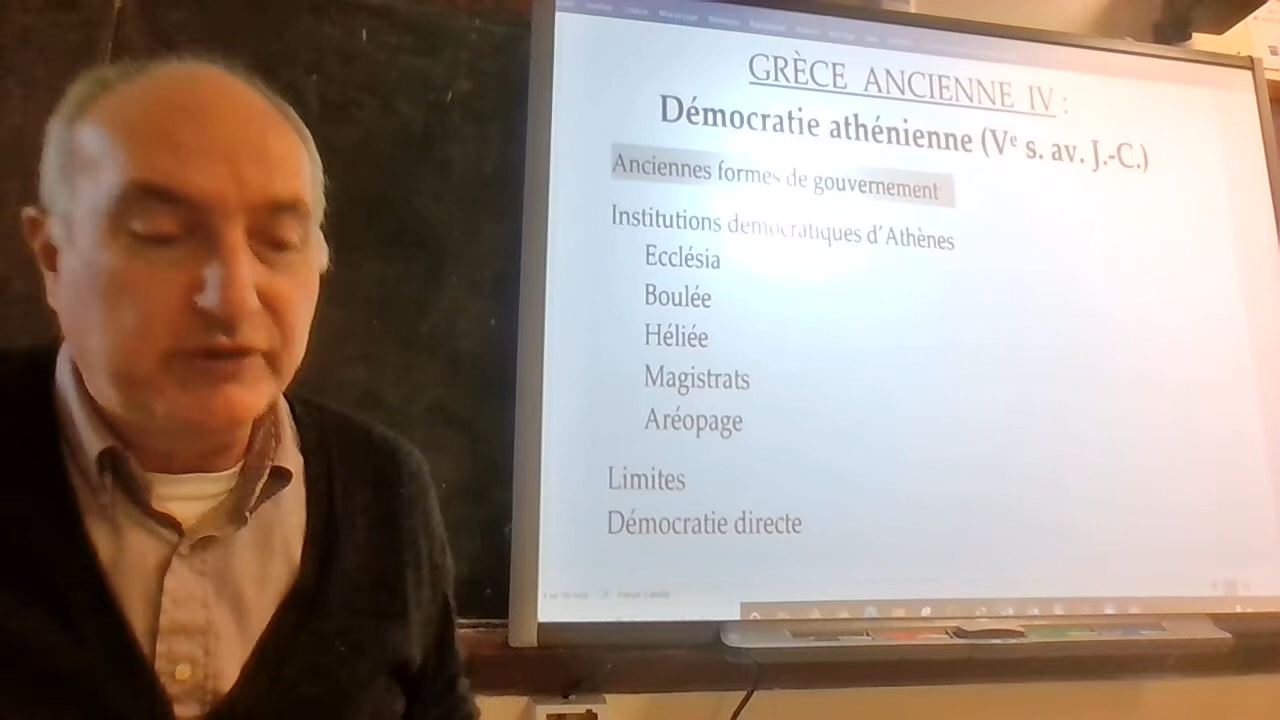 GRÈCE ANCIENNE IV :
Démocratie athénienne (Vᵉ s. av. J.-C.)
Anciennes formes de gouvernement
Institutions démocratiques d'Athènes
Ecclésia
Boulée
Héliée
Magistrats
Aréopage
Limites
Démocratie directe